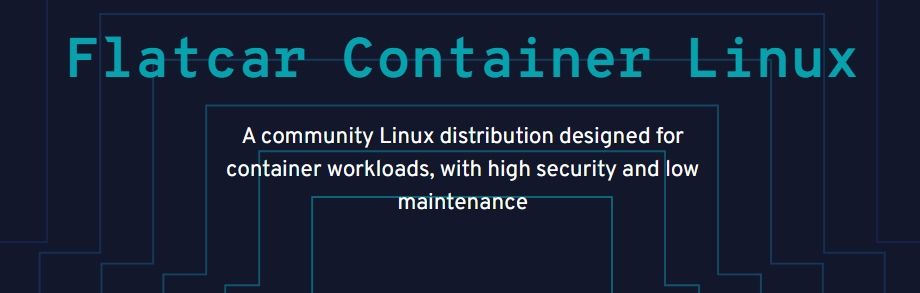 Flatcar Container Linux
A community Linux distribution designed for
container workloads, with high security and low
maintenance